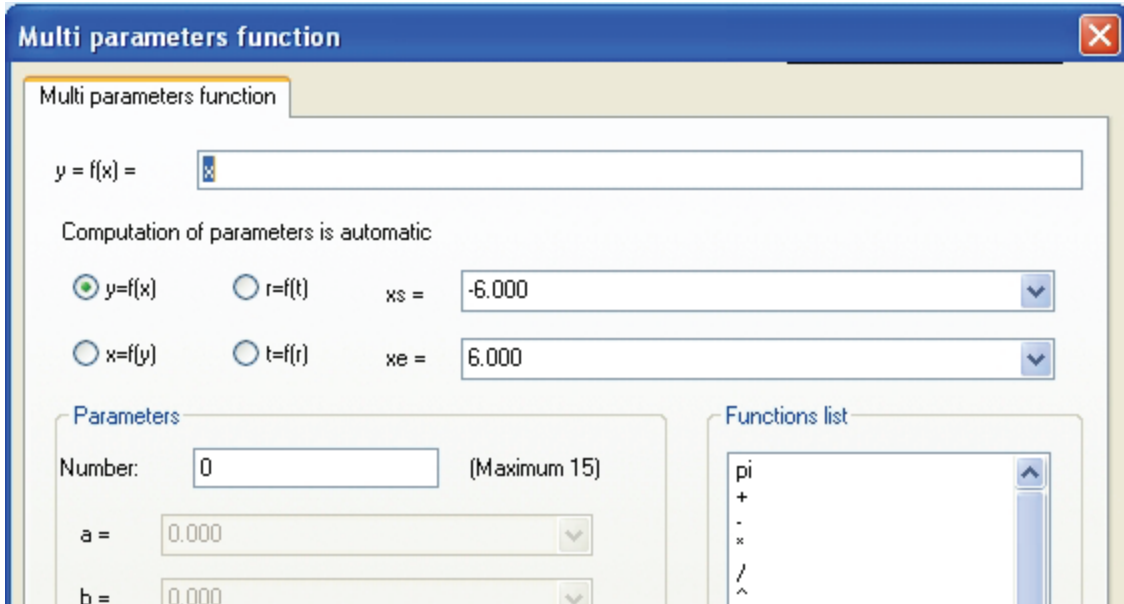 Multi parameters function
Multi parameters function
y = f(x) = x
Computation of parameters is automatic
y=f(x) r=f(t) xs = -6.000
x=f(y) t=f(r) xe = 6.000
Parameters Functions list
Number: 0 (Maximum 15) pi
+
-
*
a = 0.000
/
^
b = 0.000